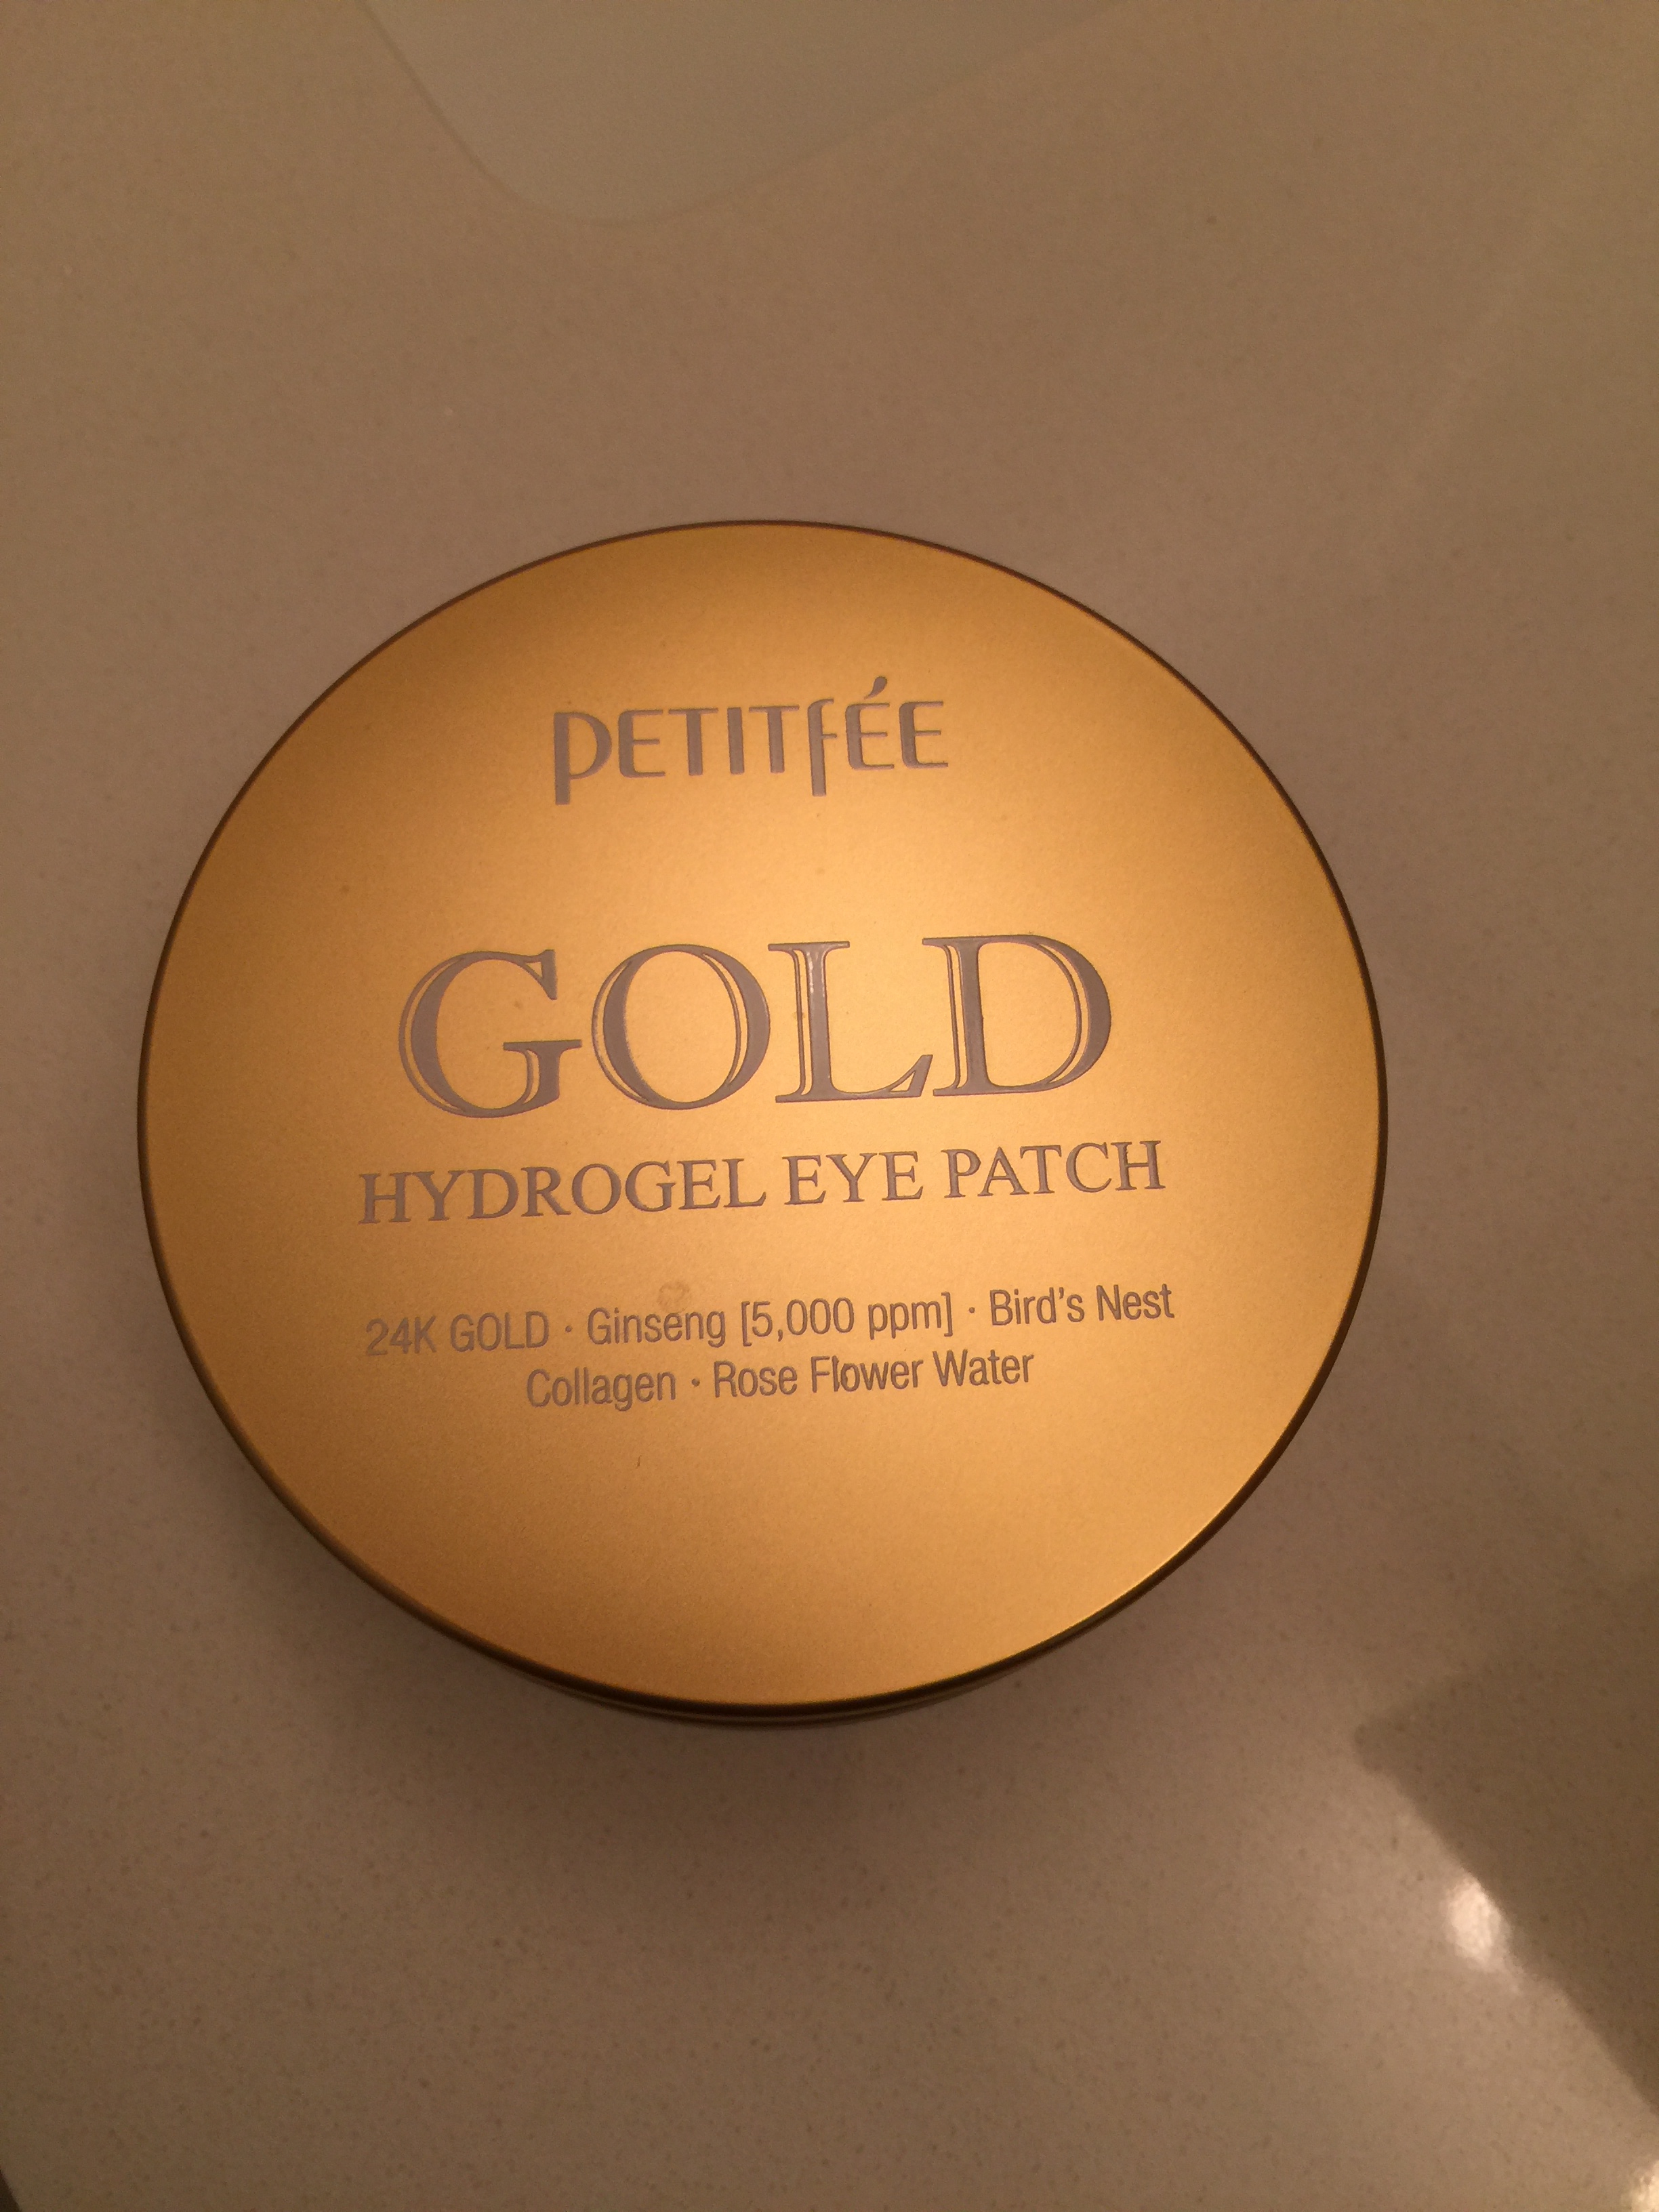 PETITFÉE
GOLD
HYDROGEL EYE PATCH
24K GOLD · Ginseng [5,000 ppm] · Bird's Nest
Collagen · Rose Flower Water